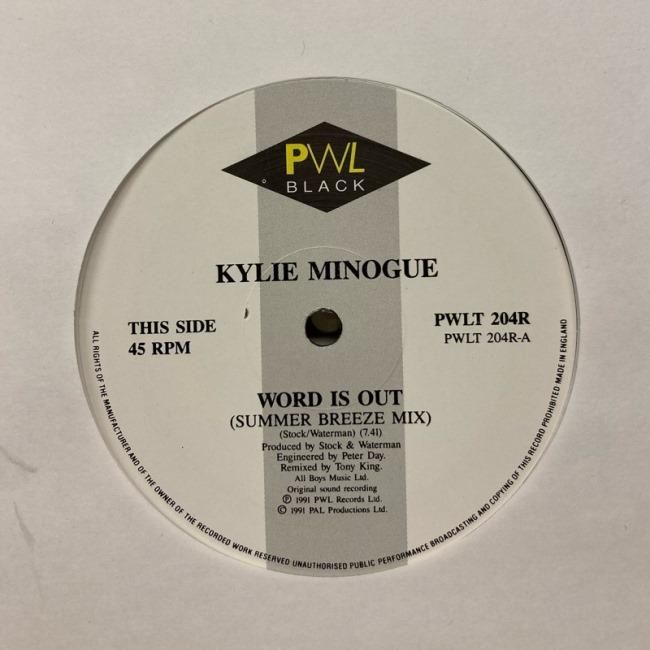 PWL
BLACK
KYLIE MINOGUE
THIS SIDE
45 RPM
PWLT 204R
PWLT 204R-A
WORD IS OUT
(SUMMER BREEZE MIX)
(Stock/Waterman) (7.41)
Produced by Stock & Waterman
Engineered by Peter Day.
Remixed by Tony King.
All Boys Music Ltd.
Original sound recording
℗ 1991 PWL Records Ltd.
© 1991 PAL Productions Ltd.
ALL RIGHTS OF THE MANUFACTURER AND OF THE OWNER OF THE RECORDED WORK RESERVED UNAUTHORISED PUBLIC PERFORMANCE BROADCASTING AND COPYING OF THIS RECORD PROHIBITED MADE IN ENGLAND